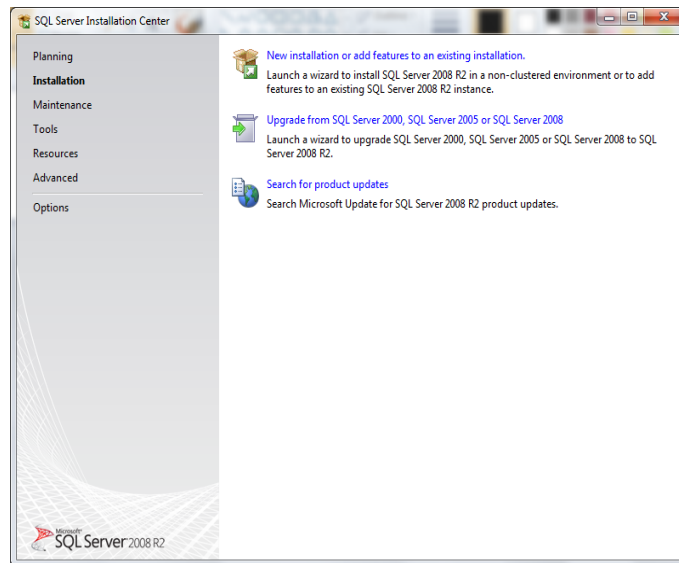 SQL Server Installation Center
Planning
Installation
Maintenance
Tools
Resources
Advanced
Options
New installation or add features to an existing installation.
Launch a wizard to install SQL Server 2008 R2 in a non-clustered environment or to add
features to an existing SQL Server 2008 R2 instance.
Upgrade from SQL Server 2000, SQL Server 2005 or SQL Server 2008
Launch a wizard to upgrade SQL Server 2000, SQL Server 2005 or SQL Server 2008 to SQL
Server 2008 R2.
Search for product updates
Search Microsoft Update for SQL Server 2008 R2 product updates.
Microsoft
SQL Server 2008 R2